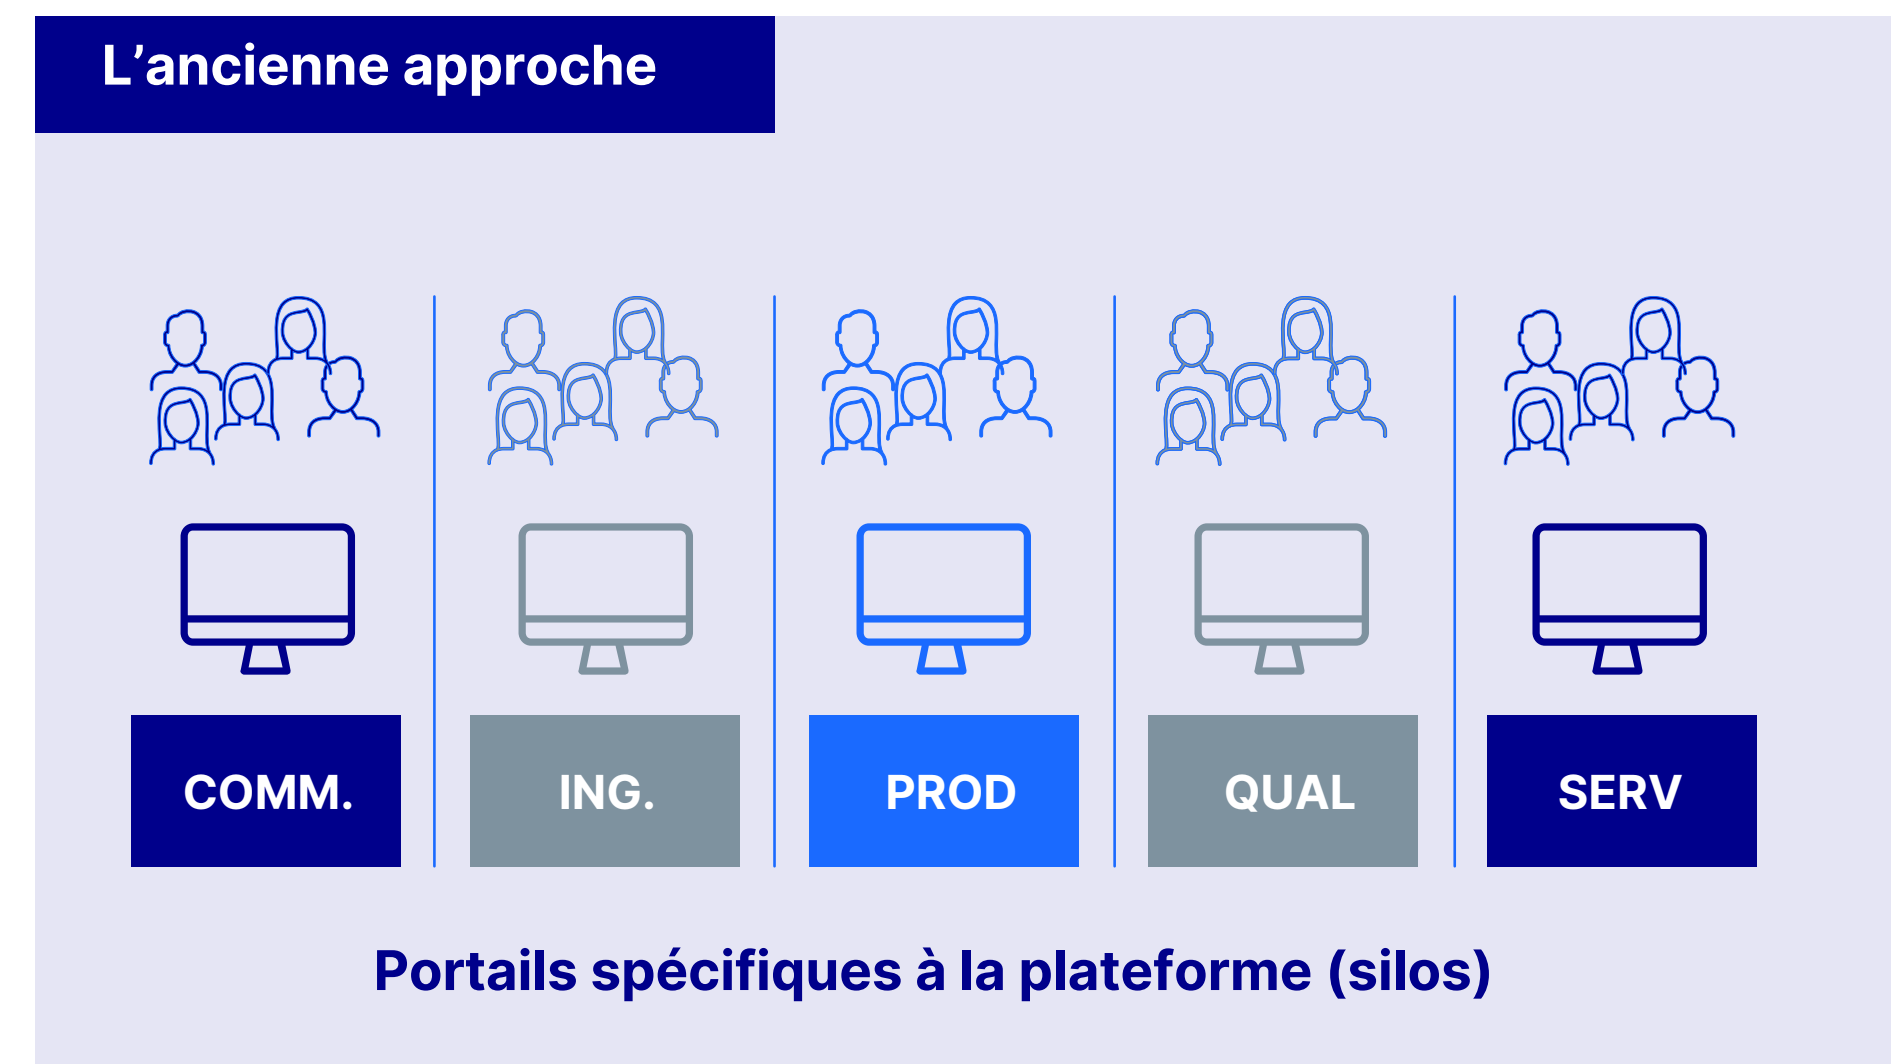 L’ancienne approche
COMM.
ING.
PROD
QUAL
SERV
Portails spécifiques à la plateforme (silos)